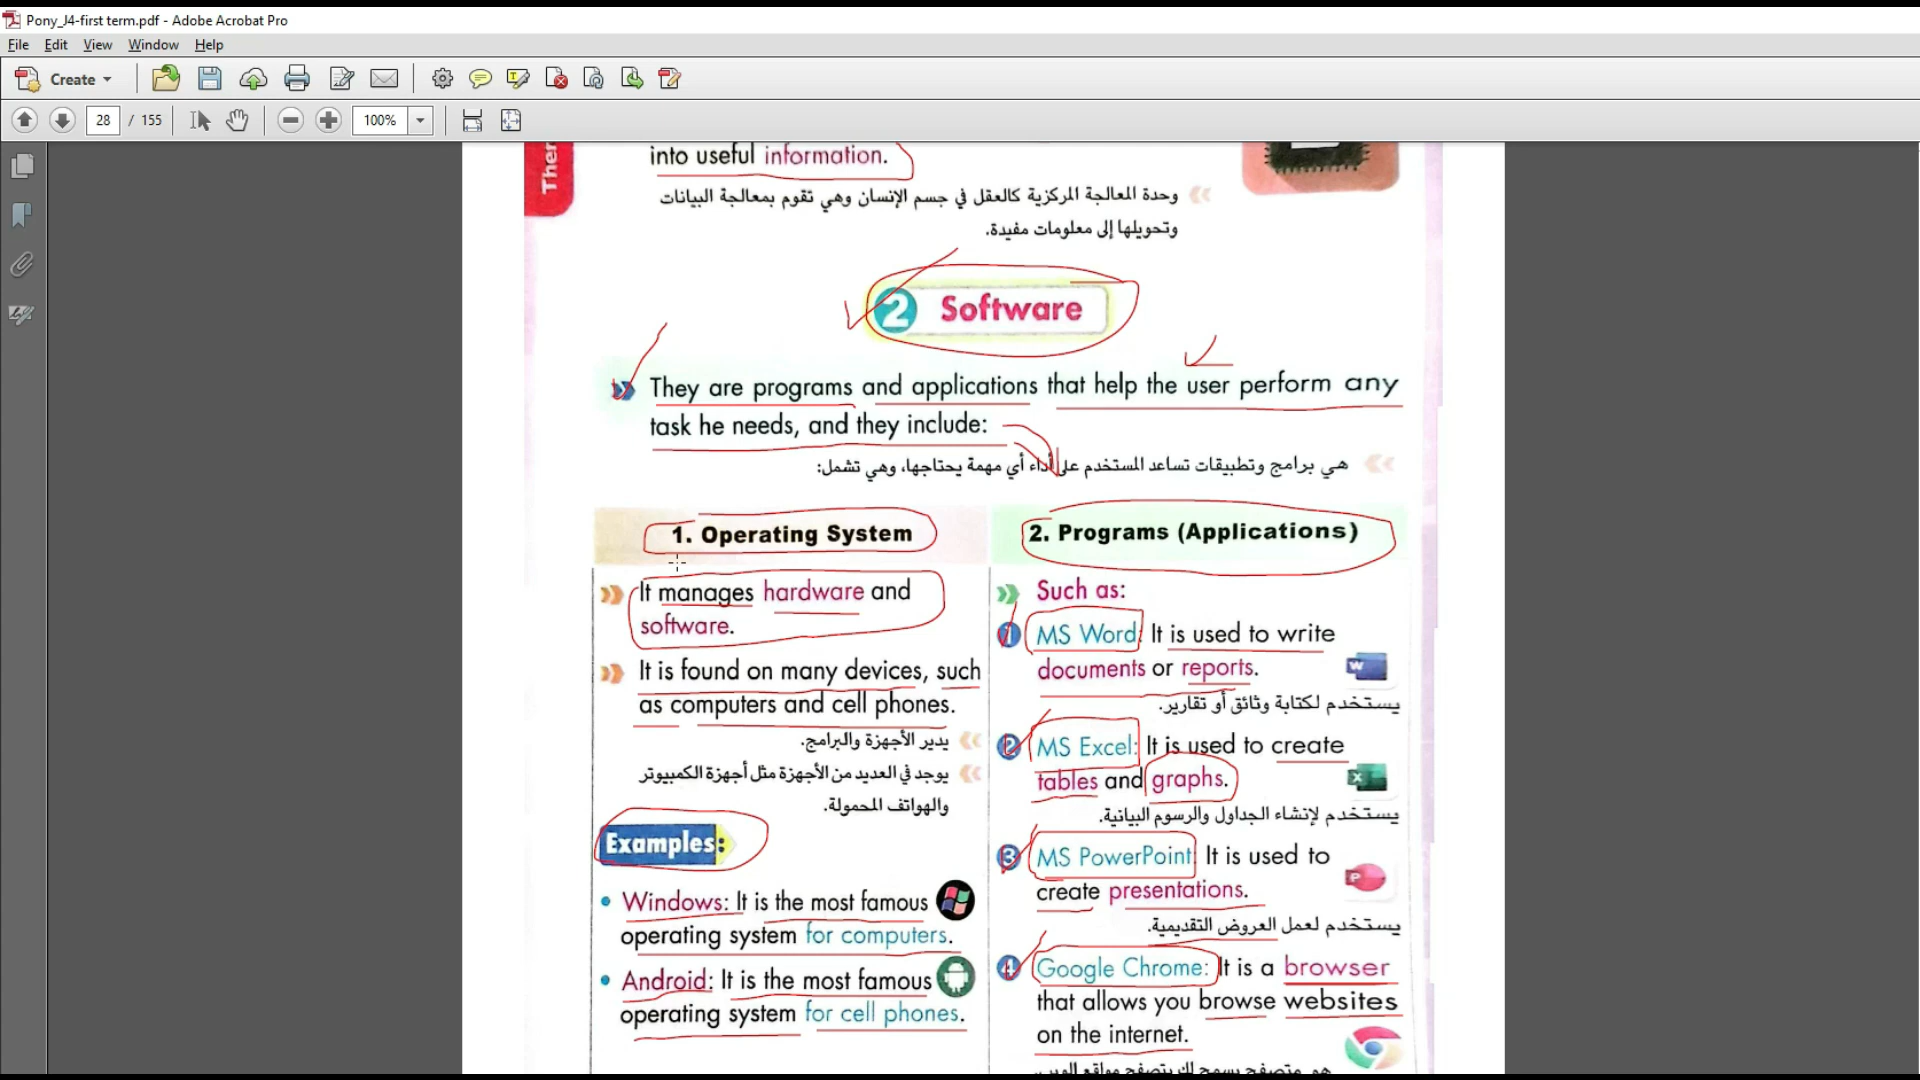 Pony_J4-first term.pdf - Adobe Acrobat Pro
File Edit View Window Help
Create
28 / 155 100%
Ther
into useful information.
وحدة المعالجة المركزية كالعقل في جسم الإنسان وهي تقوم بمعالجة البيانات
وتحويلها إلى معلومات مفيدة.
2 Software
They are programs and applications that help the user perform any
task he needs, and they include:
هي برامج وتطبيقات تساعد المستخدم على أداء أي مهمة يحتاجها، وهي تشمل:
1. Operating System
It manages hardware and
software.
It is found on many devices, such
as computers and cell phones.
يدير الأجهزة والبرامج.
يوجد في العديد من الأجهزة مثل أجهزة الكمبيوتر
والهواتف المحمولة.
Examples:
• Windows: It is the most famous
operating system for computers.
• Android: It is the most famous
operating system for cell phones.
2. Programs (Applications)
Such as:
1 MS Word: It is used to write
documents or reports.
W
يستخدم لكتابة وثائق أو تقارير.
2 MS Excel: It is used to create
tables and graphs.
X
يستخدم لإنشاء الجداول والرسوم البيانية.
3 MS PowerPoint: It is used to
create presentations.
P
يستخدم لعمل العروض التقديمية.
4 Google Chrome: It is a browser
that allows you browse websites
on the internet.
هو متصفح يسمح لك بتصفح مواقع الويب